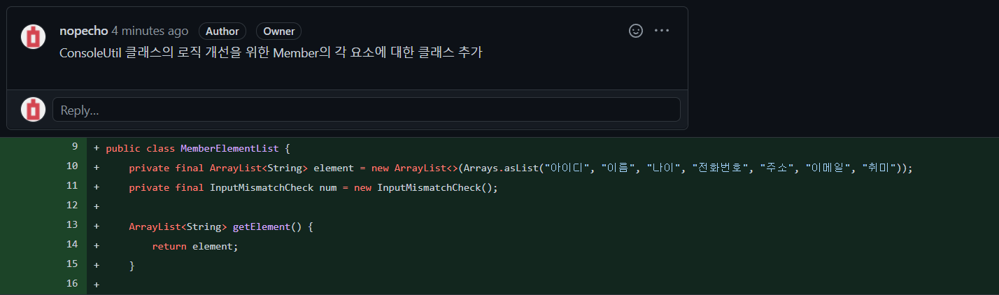 nopecho 4 minutes ago Author Owner
ConsoleUtil 클래스의 로직 개선을 위한 Member의 각 요소에 대한 클래스 추가
Reply...
9 + public class MemberElementList {
10 + private final ArrayList<String> element = new ArrayList<>(Arrays.asList("아이디", "이름", "나이", "전화번호", "주소", "이메일", "취미"));
11 + private final InputMismatchCheck num = new InputMismatchCheck();
12 +
13 + ArrayList<String> getElement() {
14 + return element;
15 + }
16 +